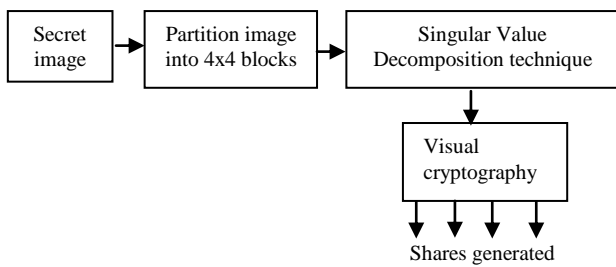 Secret
image
Partition image
into 4x4 blocks
Singular Value
Decomposition technique
Visual
cryptography
Shares generated